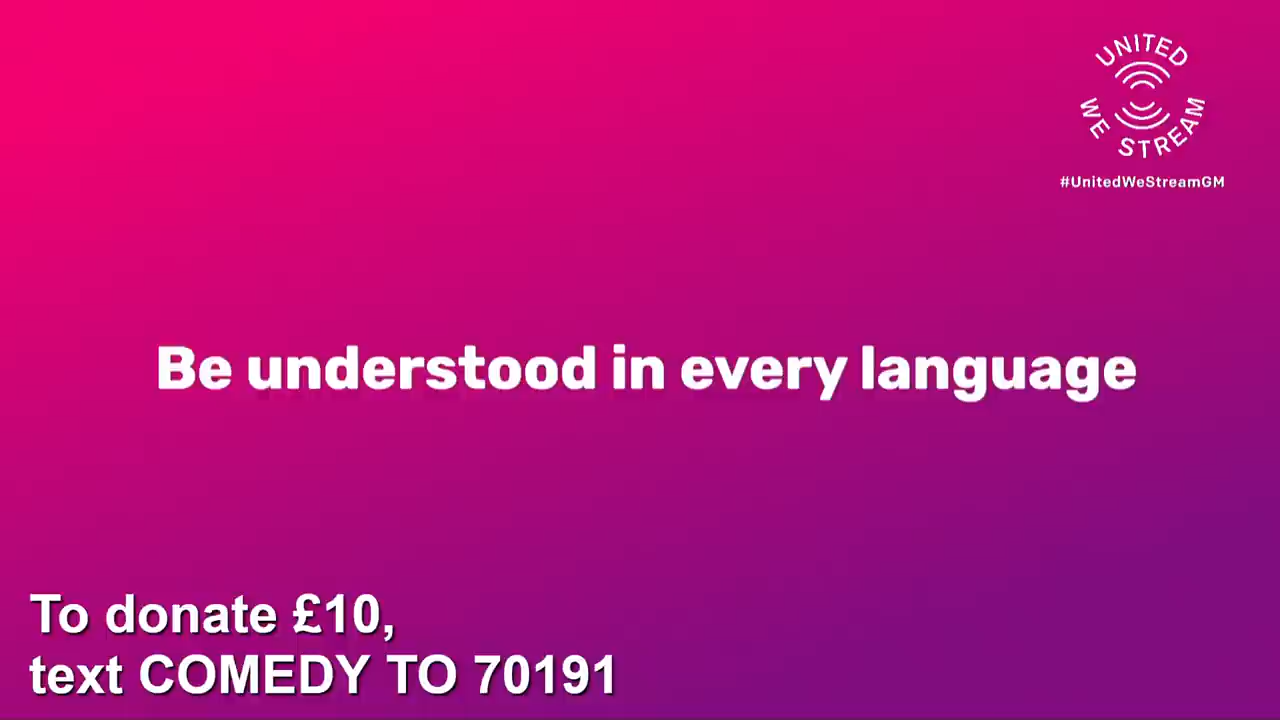 UNITED
WE STREAM
#UnitedWeStreamGM
Be understood in every language
To donate £10,
text COMEDY TO 70191